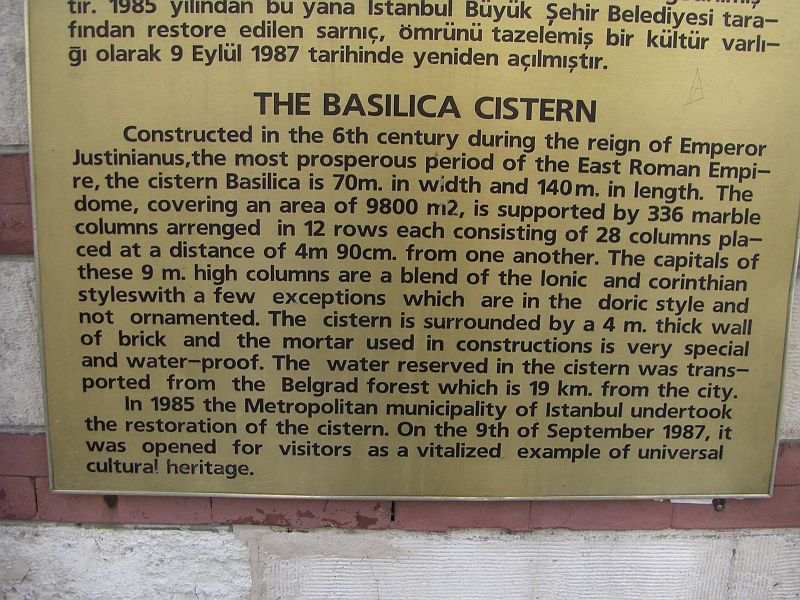 tır. 1985 yılından bu yana İstanbul Büyük Şehir Belediyesi tara–
fından restore edilen sarnıç, ömrünü tazelemiş bir kültür varlı–
ğı olarak 9 Eylül 1987 tarihinde yeniden açılmıştır.
THE BASILICA CISTERN
Constructed in the 6th century during the reign of Emperor
Justinianus,the most prosperous period of the East Roman Empi–
re, the cistern Basilica is 70m. in width and 140m. in length. The
dome, covering an area of 9800 m2, is supported by 336 marble
columns arrenged in 12 rows each consisting of 28 columns pla–
ced at a distance of 4m 90cm. from one another. The capitals of
these 9 m. high columns are a blend of the Ionic and corinthian
styleswith a few exceptions which are in the doric style and
not ornamented. The cistern is surrounded by a 4 m. thick wall
of brick and the mortar used in constructions is very special
and water–proof. The water reserved in the cistern was trans–
ported from the Belgrad forest which is 19 km. from the city.
In 1985 the Metropolitan municipality of Istanbul undertook
the restoration of the cistern. On the 9th of September 1987, it
was opened for visitors as a vitalized example of universal
cultural heritage.